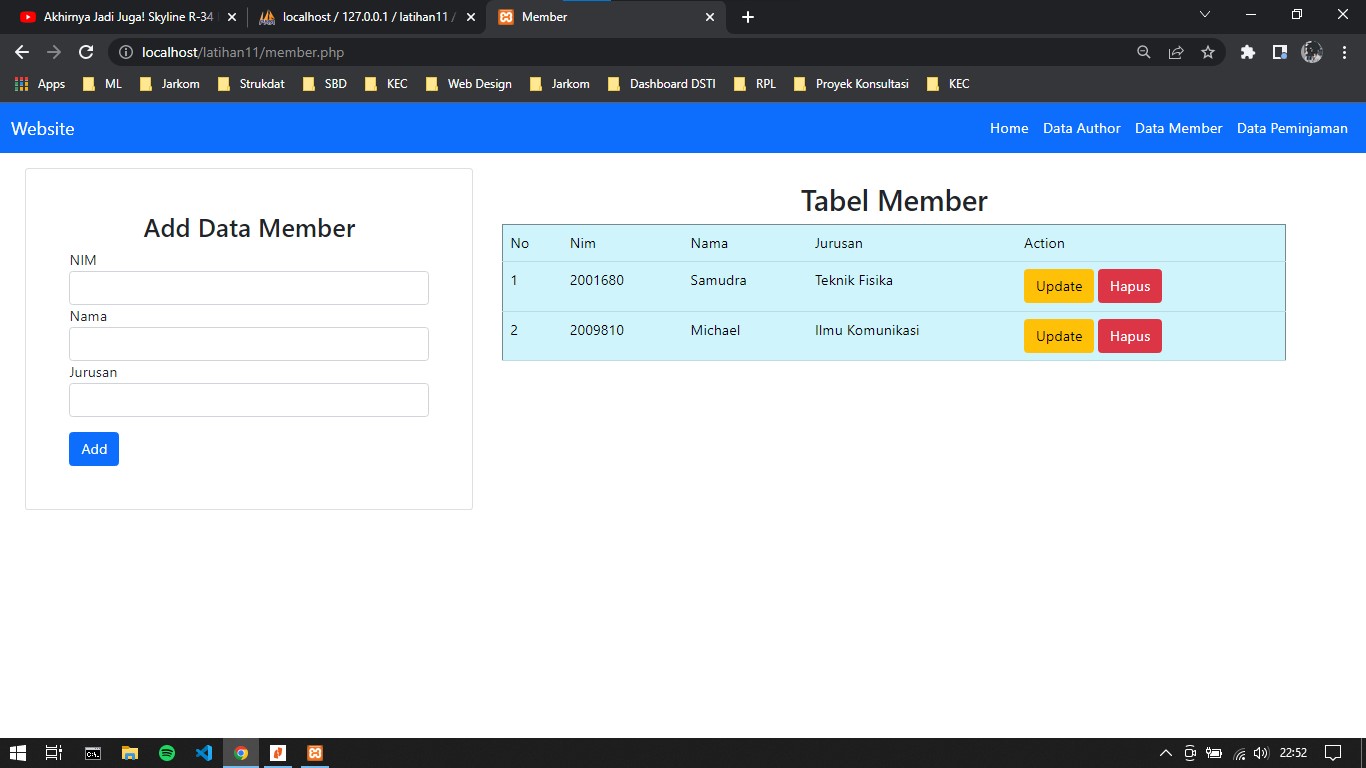 Akhirnya Jadi Juga! Skyline R-34
localhost / 127.0.0.1 / latihan11 /
Member
localhost/latihan11/member.php
Apps ML Jarkom Strukdat SBD KEC Web Design Jarkom Dashboard DSTI RPL Proyek Konsultasi KEC
Website Home Data Author Data Member Data Peminjaman
Add Data Member
NIM
Nama
Jurusan
Add
Tabel Member
No Nim Nama Jurusan Action
1 2001680 Samudra Teknik Fisika Update Hapus
2 2009810 Michael Ilmu Komunikasi Update Hapus
22:52